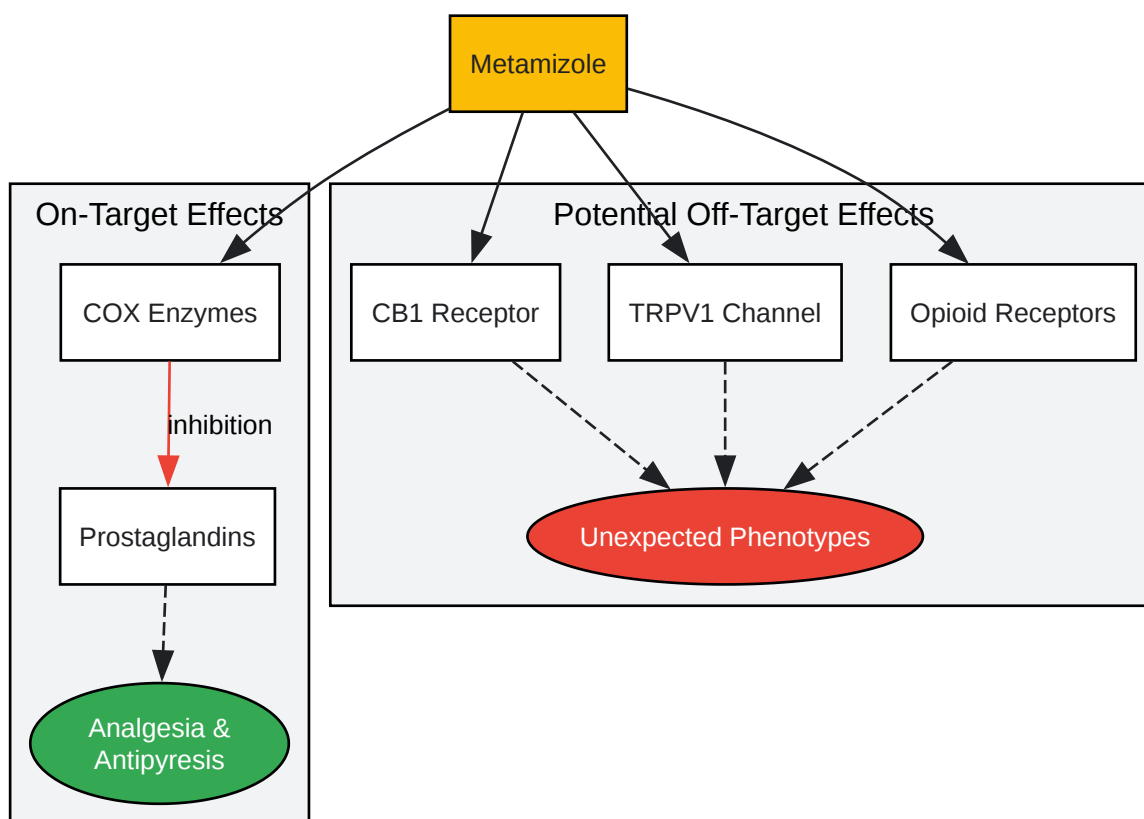 Metamizole
On-Target Effects
COX Enzymes
inhibition
Prostaglandins
Analgesia &
Antipyresis
Potential Off-Target Effects
CB1 Receptor
TRPV1 Channel
Opioid Receptors
Unexpected Phenotypes